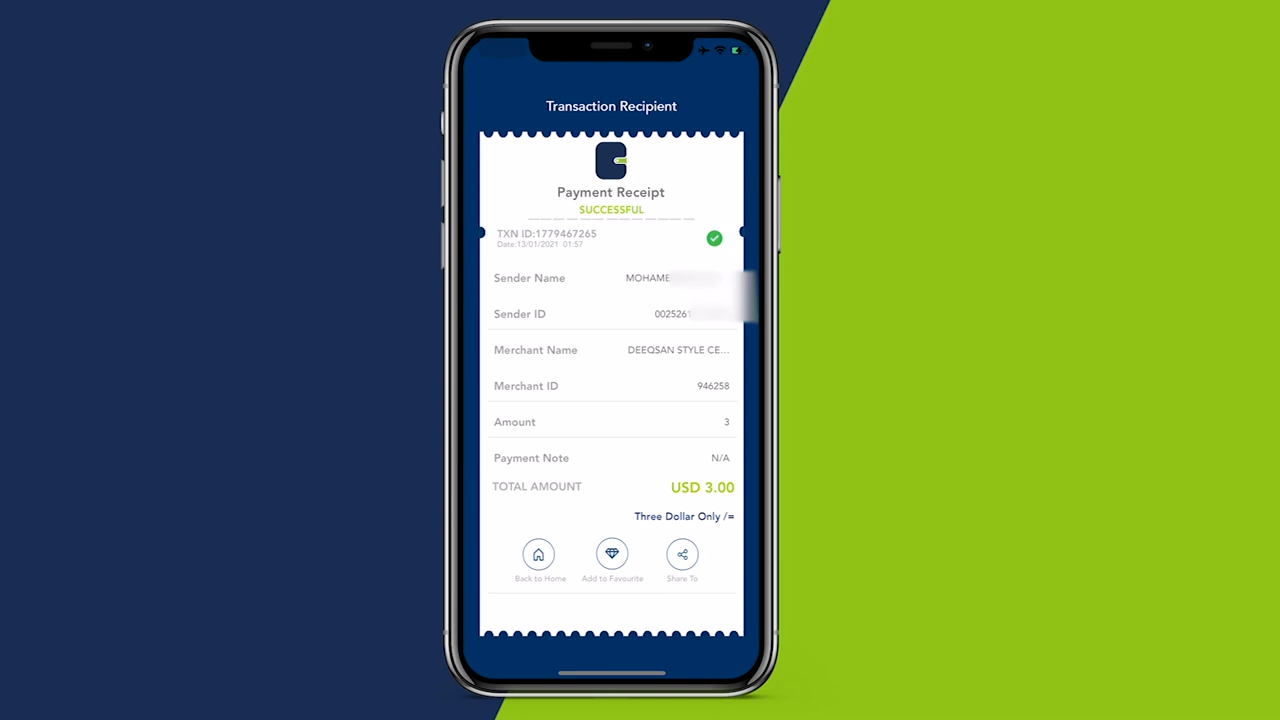 Transaction Recipient
Payment Receipt
SUCCESSFUL
TXN ID:1779467265
Date:13/01/2021 01:57
Sender Name MOHAME
Sender ID 002526
Merchant Name DEEQSAN STYLE CE...
Merchant ID 946258
Amount 3
Payment Note N/A
TOTAL AMOUNT USD 3.00
Three Dollar Only /=
Back to Home Add to Favourite Share To